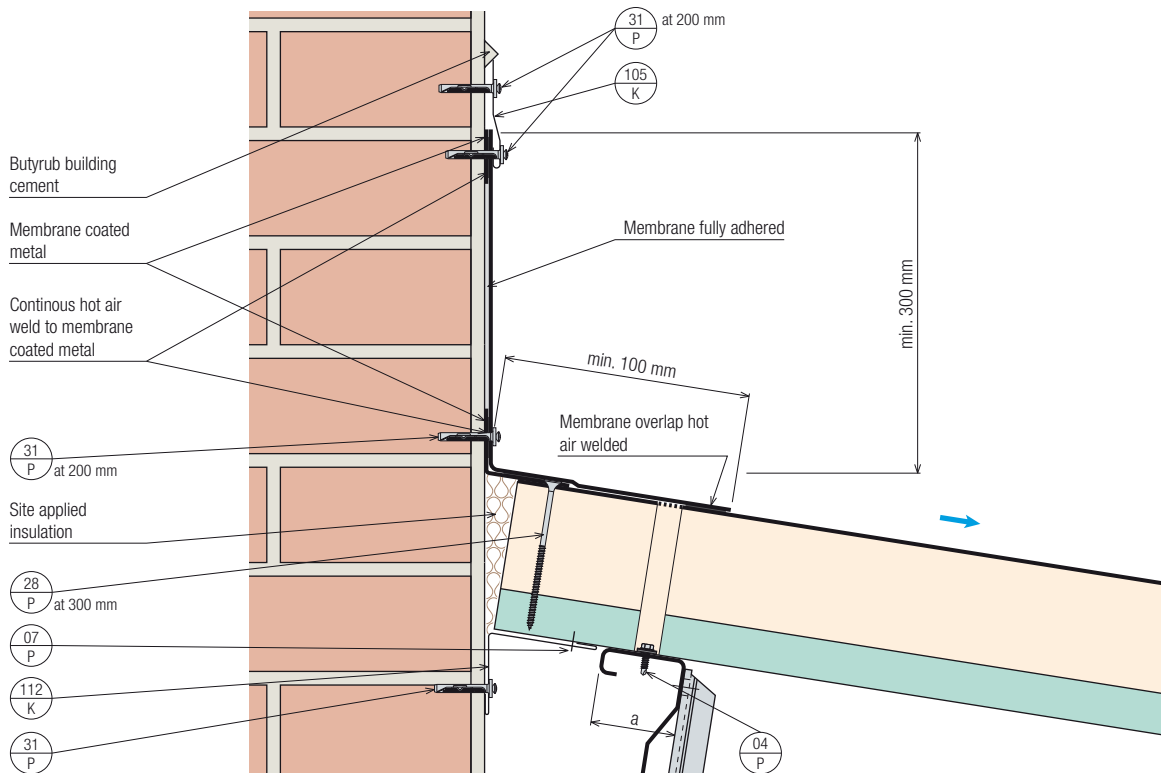 31
P
at 200 mm
105
K
Butyrub building
cement
Membrane coated
metal
Continous hot air
weld to membrane
coated metal
Membrane fully adhered
min. 300 mm
min. 100 mm
Membrane overlap hot
air welded
31
P
at 200 mm
Site applied
insulation
28
P
at 300 mm
07
P
112
K
31
P
a
04
P